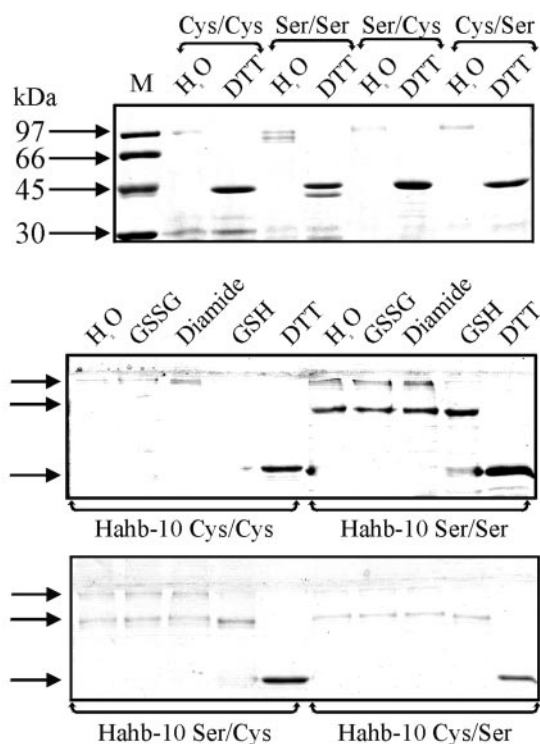 Cys/Cys Ser/Ser Ser/Cys Cys/Ser
kDa M H₂O DTT H₂O DTT H₂O DTT H₂O DTT
97
66
45
30
H₂O GSSG Diamide GSH DTT H₂O GSSG Diamide GSH DTT
Hahb-10 Cys/Cys Hahb-10 Ser/Ser
Hahb-10 Ser/Cys Hahb-10 Cys/Ser